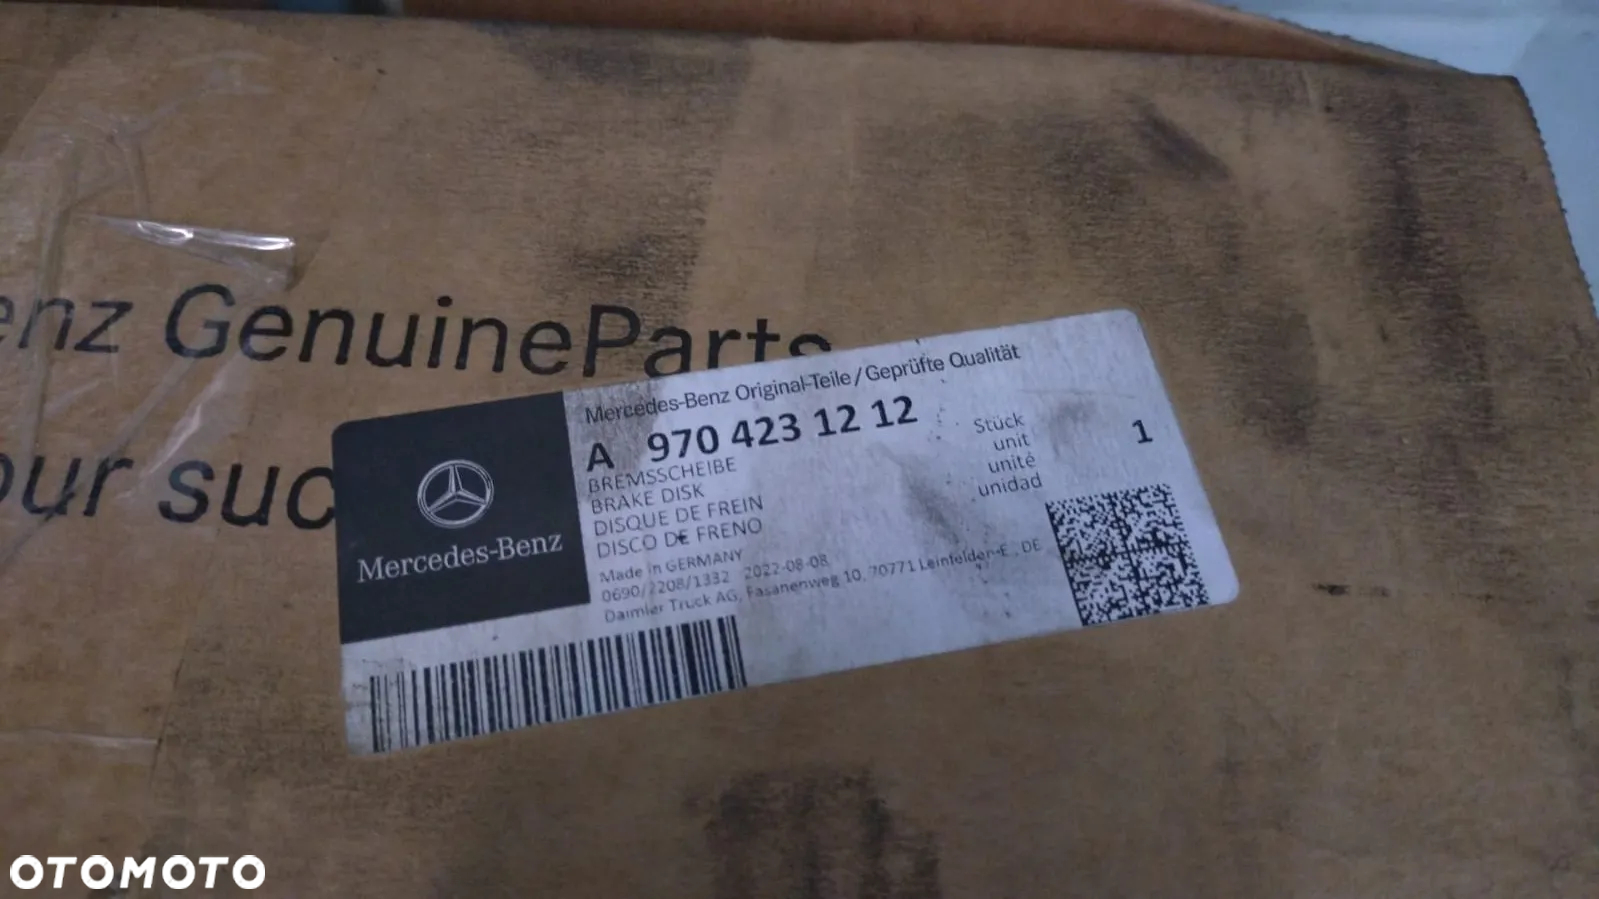 enz GenuineParts
our suc
Mercedes-Benz
Mercedes-Benz Original-Teile/Geprüfte Qualität
A 970 423 12 12
BREMSSCHEIBE
BRAKE DISK
DISQUE DE FREIN
DISCO DE FRENO
Stück
unit
unité
unidad
1
Made in GERMANY
0690/2208/1332 2022-08-08
Daimler Truck AG, Fasanenweg 10, 70771 Leinfelden-E., DE
OTOMOTO